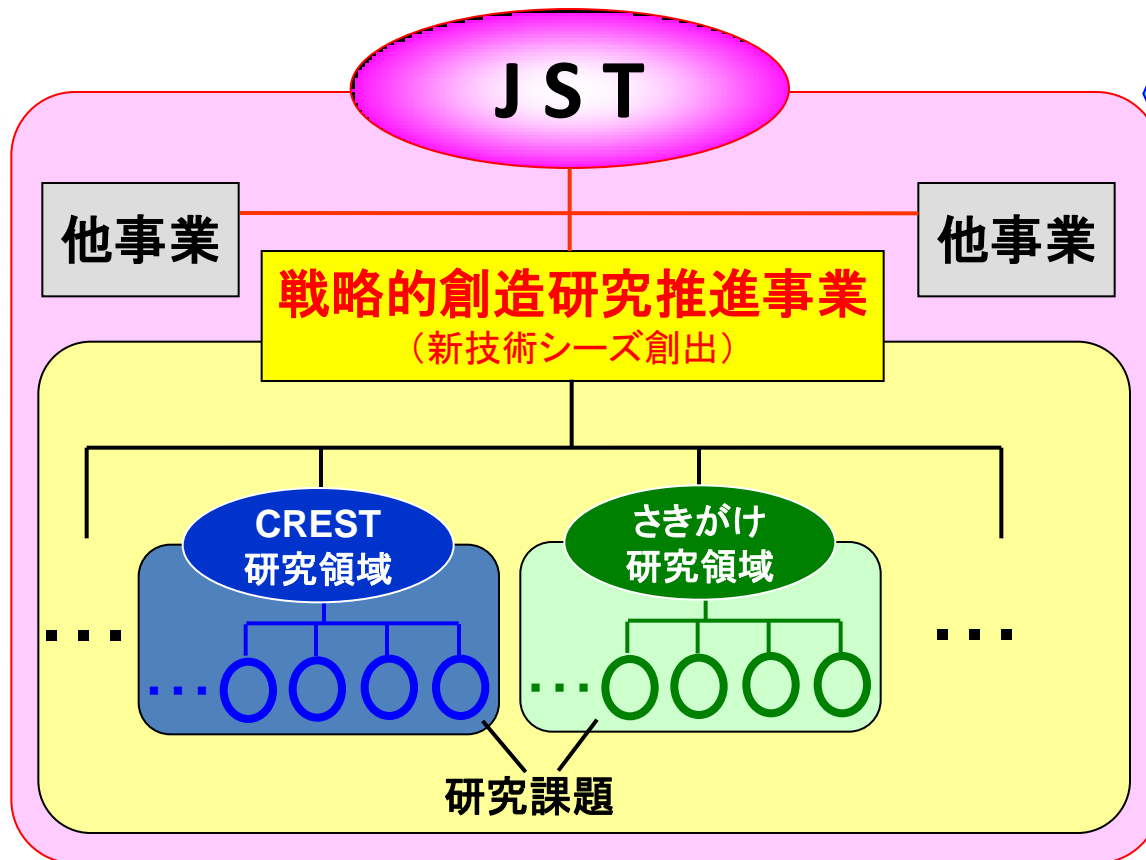 JST
他事業
他事業
戦略的創造研究推進事業
（新技術シーズ創出）
CREST
研究領域
さきがけ
研究領域
研究課題